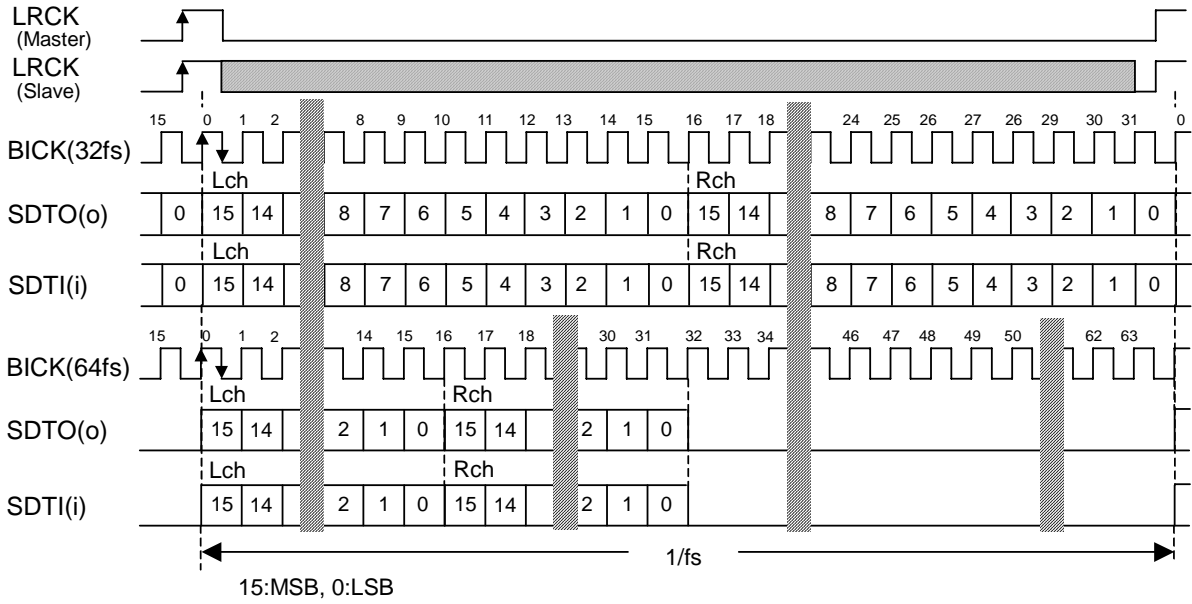 LRCK
(Master)
LRCK
(Slave)
15 0 1 2 8 9 10 11 12 13 14 15 16 17 18 24 25 26 27 26 29 30 31 0
BICK(32fs)
Lch Rch
SDTO(o) 0 15 14 8 7 6 5 4 3 2 1 0 15 14 8 7 6 5 4 3 2 1 0
Lch Rch
SDTI(i) 0 15 14 8 7 6 5 4 3 2 1 0 15 14 8 7 6 5 4 3 2 1 0
15 0 1 2 14 15 16 17 18 30 31 32 33 34 46 47 48 49 50 62 63
BICK(64fs)
Lch Rch
SDTO(o) 15 14 2 1 0 15 14 2 1 0
Lch Rch
SDTI(i) 15 14 2 1 0 15 14 2 1 0
1/fs
15:MSB, 0:LSB